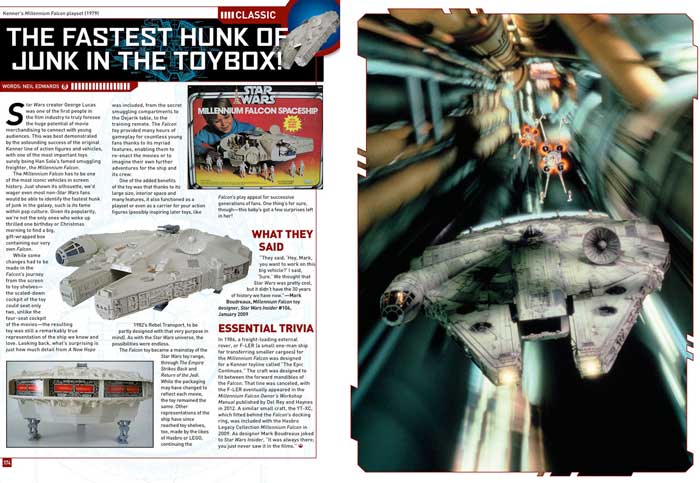 Kenner's Millennium Falcon playset (1979)
CLASSIC
THE FASTEST HUNK OF
JUNK IN THE TOYBOX!
WORDS: NEIL EDWARDS
Star Wars creator George Lucas
was one of the first people in
the film industry to truly foresee
the huge potential of movie
merchandising to connect with young
audiences. This was best demonstrated
by the astounding success of the original
Kenner line of action figures and vehicles,
with one of the most important toys
surely being Han Solo's famed smuggling
freighter, the Millennium Falcon.
The Millennium Falcon has to be one
of the most iconic vehicles in screen
history. Just shown its silhouette, we'd
wager even most non-Star Wars fans
would be able to identify the fastest hunk
of junk in the galaxy, such is its fame
within pop culture. Given its popularity,
we're not the only ones who woke up
thrilled one birthday or Christmas
morning to find a big,
gift-wrapped box
containing our very
own Falcon.
While some
changes had to be
made in the
Falcon's journey
from the screen
to toy shelves—
the scaled-down
cockpit of the toy
could seat only
two, unlike the
four-seat cockpit
of the movies—the resulting
toy was still a remarkably true
representation of the ship we knew and
love. Looking back, what's surprising is
just how much detail from A New Hope
was included, from the secret
smuggling compartments to
the Dejarik table, to the
training remote. The Falcon
toy provided many hours of
gameplay for countless young
fans thanks to its myriad
features, enabling them to
re-enact the movies or to
imagine their own further
adventures for the ship and
its crew.
One of the added benefits
of the toy was that thanks to its
large size, interior space and
many features, it also functioned as a
playset or even as a carrier for your action
figures (possibly inspiring later toys, like
1982's Rebel Transport, to be
partly designed with that very purpose in
mind). As with the Star Wars universe, the
possibilities were endless.
The Falcon toy became a mainstay of the
Star Wars toy range,
through The Empire
Strikes Back and
Return of the Jedi.
While the packaging
may have changed to
reflect each movie,
the toy remained the
same. Other
representations of the
ship have since
reached toy shelves,
too, made by the likes
of Hasbro or LEGO,
continuing the
STAR
WARS
MILLENNIUM FALCON SPACESHIP
Falcon's play appeal for successive
generations of fans. One thing's for sure,
though—this baby's got a few surprises left
in her!
WHAT THEY
SAID
"They said, 'Hey, Mark,
you want to work on this
big vehicle?' I said,
'Sure.' We thought that
Star Wars was pretty cool,
but it didn't have the 30 years
of history we have now."—Mark
Boudreaux, Millennium Falcon toy
designer, Star Wars Insider #106,
January 2009
ESSENTIAL TRIVIA
In 1986, a freight-loading external
rover, or F-LER (a small one-man ship
for transferring smaller cargoes) for
the Millennium Falcon was designed
for a Kenner toyline called "The Epic
Continues." The craft was designed to
fit between the forward mandibles of
the Falcon. That line was canceled, with
the F-LER eventually appeared in the
Millennium Falcon Owner's Workshop
Manual published by Del Rey and Haynes
in 2012. A similar small craft, the YT-XC,
which fitted behind the Falcon's docking
ring, was included with the Hasbro
Legacy Collection Millennium Falcon in
2009. As designer Mark Boudreaux joked
to Star Wars Insider, "It was always there;
you just never saw it in the films."
174